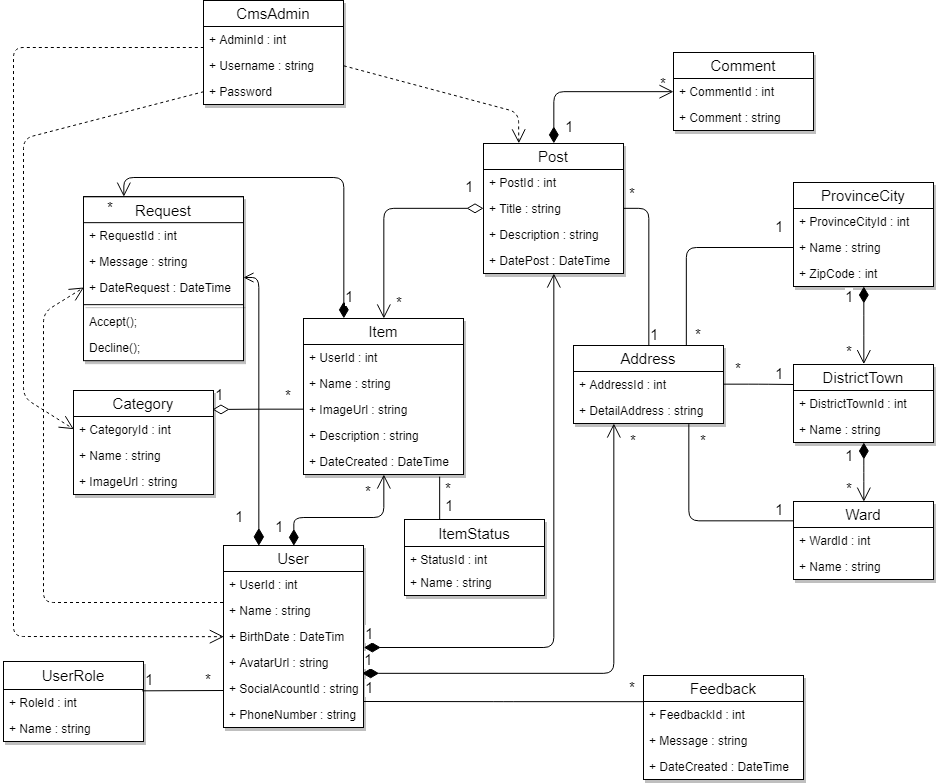 CmsAdmin
+ AdminId : int
+ Username : string
+ Password
Comment
+ CommentId : int
+ Comment : string
*
1
Post
+ PostId : int
+ Title : string
+ Description : string
+ DatePost : DateTime
1
*
ProvinceCity
+ ProvinceCityId : int
+ Name : string
+ ZipCode : int
1
*
1
*
Request
+ RequestId : int
+ Message : string
+ DateRequest : DateTime
Accept();
Decline();
*
1
*
Item
+ UserId : int
+ Name : string
+ ImageUrl : string
+ Description : string
+ DateCreated : DateTime
1
Address
+ AddressId : int
+ DetailAddress : string
*
1
DistrictTown
+ DistrictTownId : int
+ Name : string
1
*
Category
+ CategoryId : int
+ Name : string
+ ImageUrl : string
1
*
*
*
1
Ward
+ WardId : int
+ Name : string
*
*
1
ItemStatus
+ StatusId : int
+ Name : string
1
1
User
+ UserId : int
+ Name : string
+ BirthDate : DateTim
+ AvatarUrl : string
+ SocialAcountId : string
+ PhoneNumber : string
1
1
1
*
UserRole
+ RoleId : int
+ Name : string
1
*
Feedback
+ FeedbackId : int
+ Message : string
+ DateCreated : DateTime